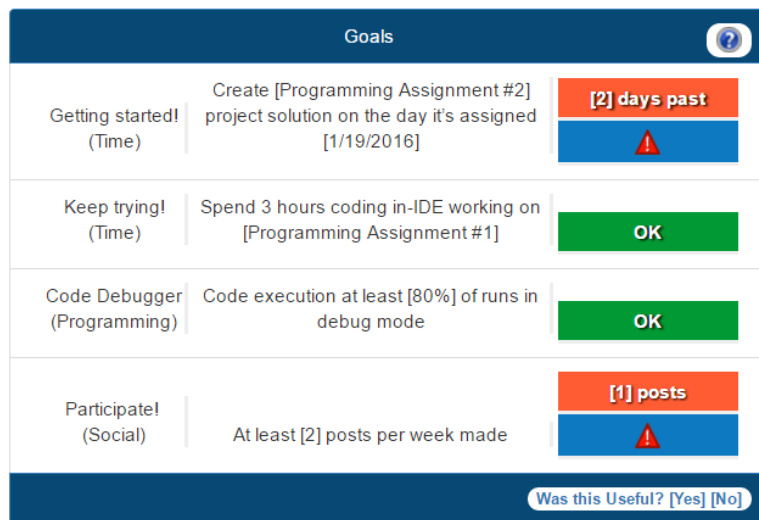 Goals
?
Getting started!
(Time)
Create [Programming Assignment #2]
project solution on the day it's assigned
[1/19/2016]
[2] days past
!
Keep trying!
(Time)
Spend 3 hours coding in-IDE working on
[Programming Assignment #1]
OK
Code Debugger
(Programming)
Code execution at least [80%] of runs in
debug mode
OK
Participate!
(Social)
At least [2] posts per week made
[1] posts
!
Was this Useful? [Yes] [No]